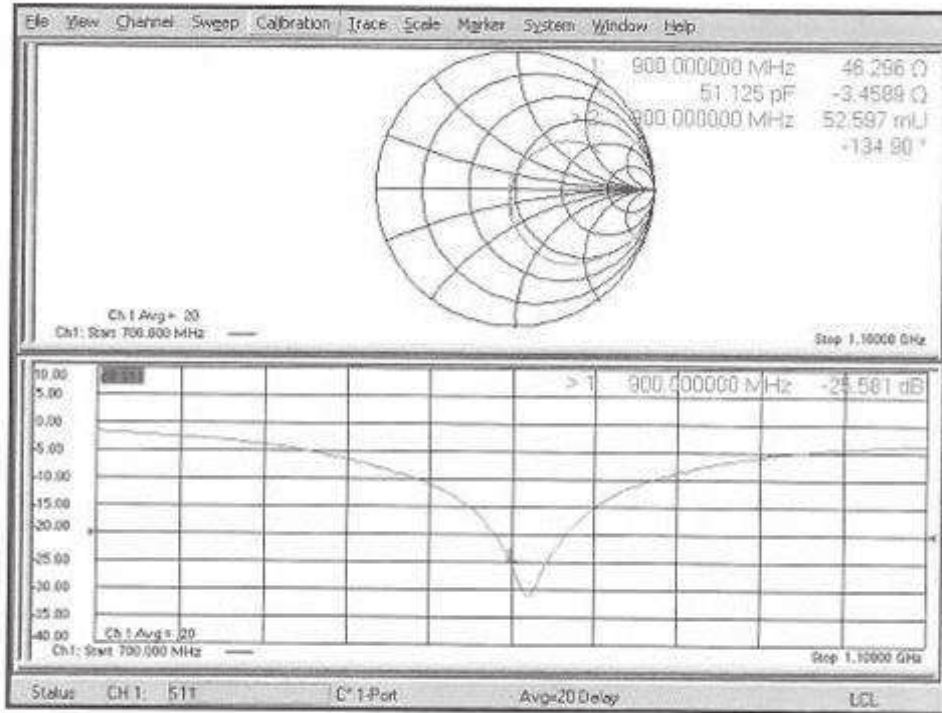 File View Channel Sweep Calibration Trace Scale Marker System Window Help
1: 900.000000 MHz 46.296 Ω
51.125 pF -3.4589 Ω
> 2: 900.000000 MHz 52.597 mU
-134.90 °
Ch 1 Avg = 20
Ch1: Start 700.000 MHz
Stop 1.10000 GHz
10.00
> 1: 900.000000 MHz -25.581 dB
5.00
0.00
-5.00
-10.00
-15.00
-20.00
-25.00
-30.00
-35.00
-40.00
Ch 1 Avg = 20
Ch1: Start 700.000 MHz
Stop 1.10000 GHz
Status CH 1: S11 C* 1-Port Avg=20 Delay LCL